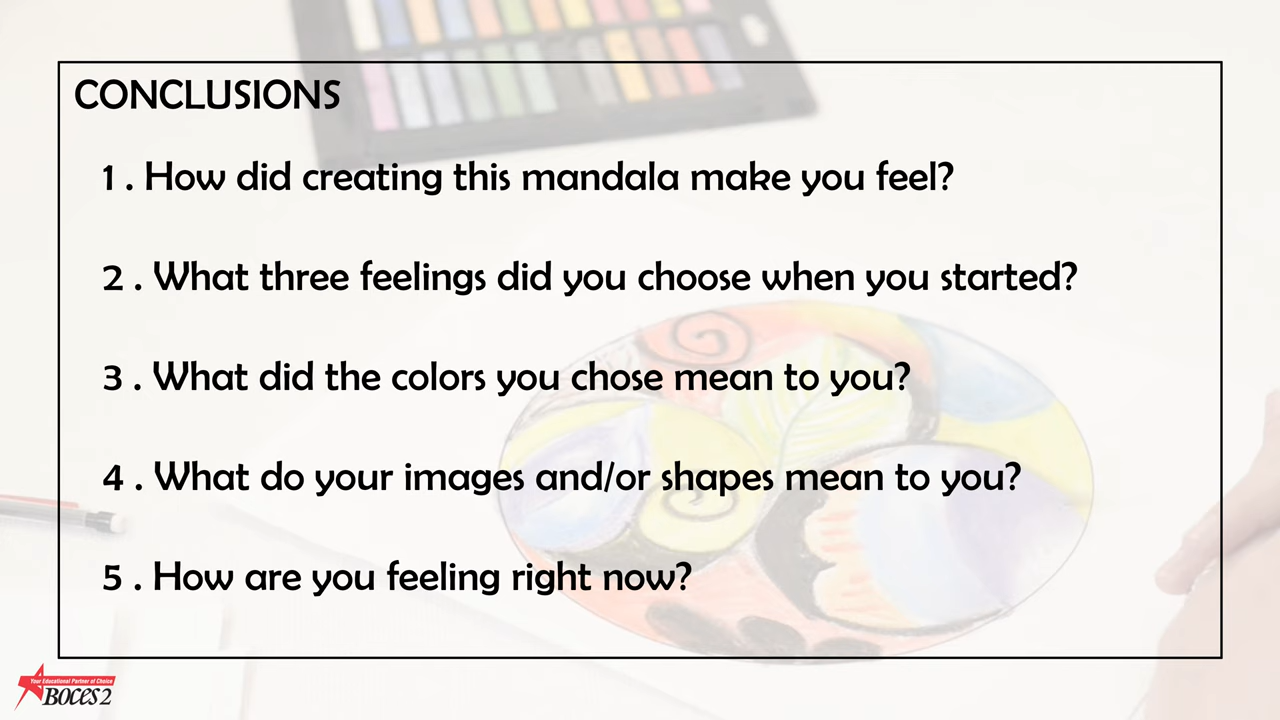 CONCLUSIONS
1 . How did creating this mandala make you feel?
2 . What three feelings did you choose when you started?
3 . What did the colors you chose mean to you?
4 . What do your images and/or shapes mean to you?
5 . How are you feeling right now?
Your Educational Partner of Choice
BOCES 2